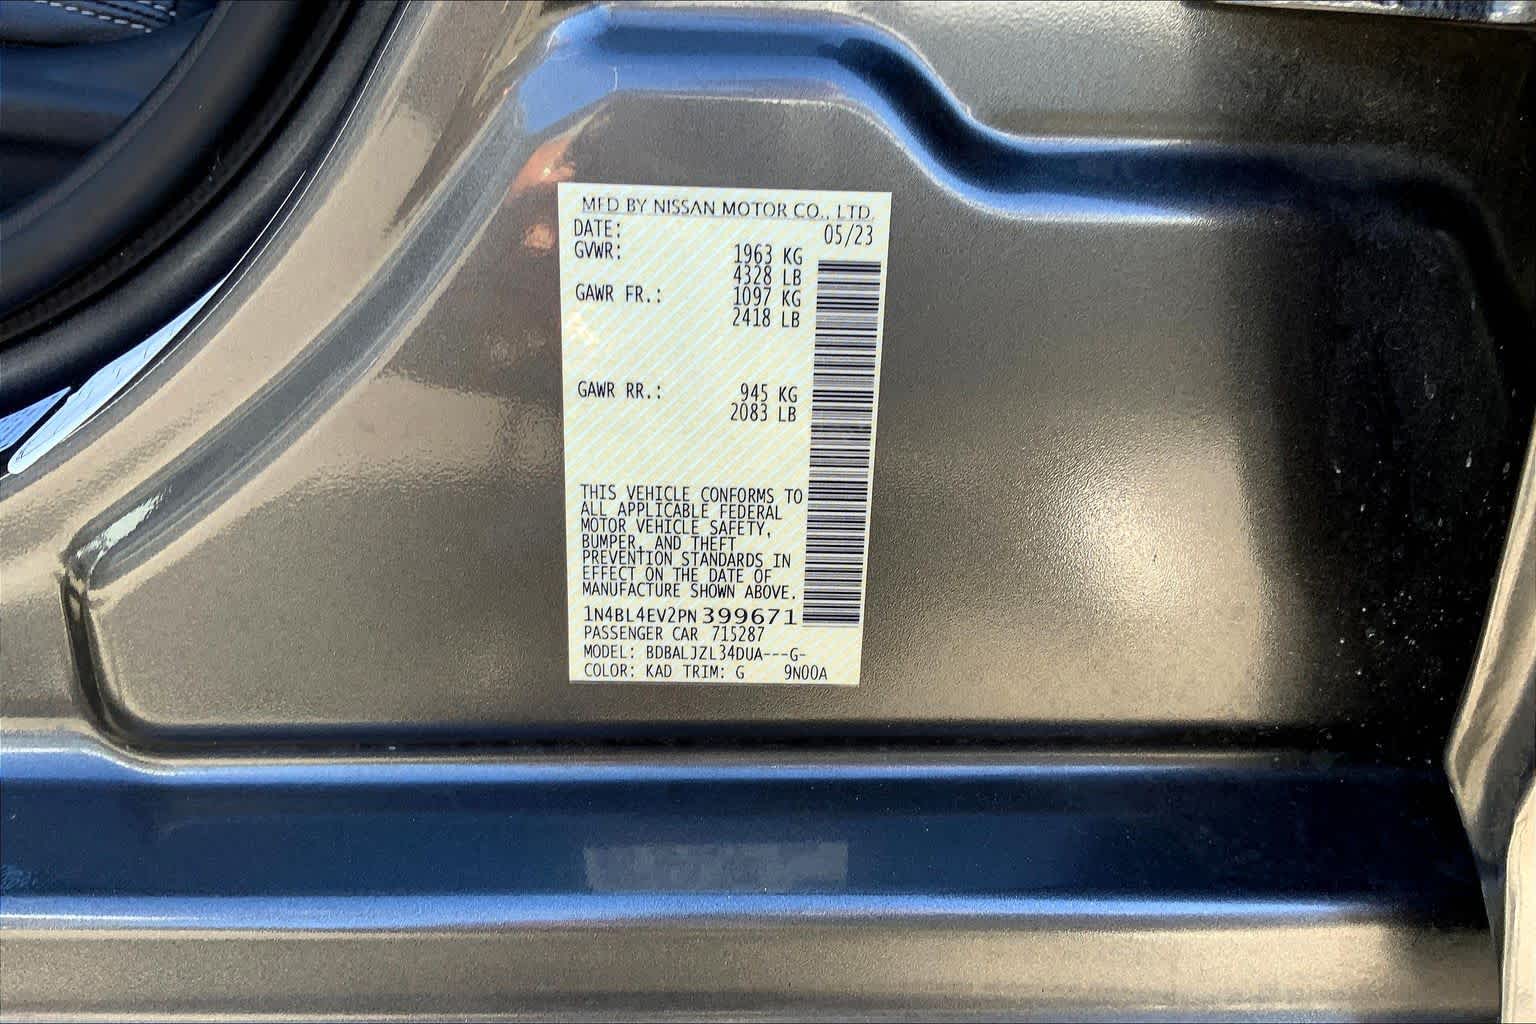 MFD BY NISSAN MOTOR CO., LTD.
DATE: 05/23
GVWR: 1963 KG
4328 LB
GAWR FR.: 1097 KG
2418 LB
GAWR RR.: 945 KG
2083 LB
THIS VEHICLE CONFORMS TO
ALL APPLICABLE FEDERAL
MOTOR VEHICLE SAFETY,
BUMPER, AND THEFT
PREVENTION STANDARDS IN
EFFECT ON THE DATE OF
MANUFACTURE SHOWN ABOVE.
1N4BL4EV2PN399671
PASSENGER CAR 715287
MODEL: BDBALJZL34DUA---G-
COLOR: KAD TRIM: G 9N00A